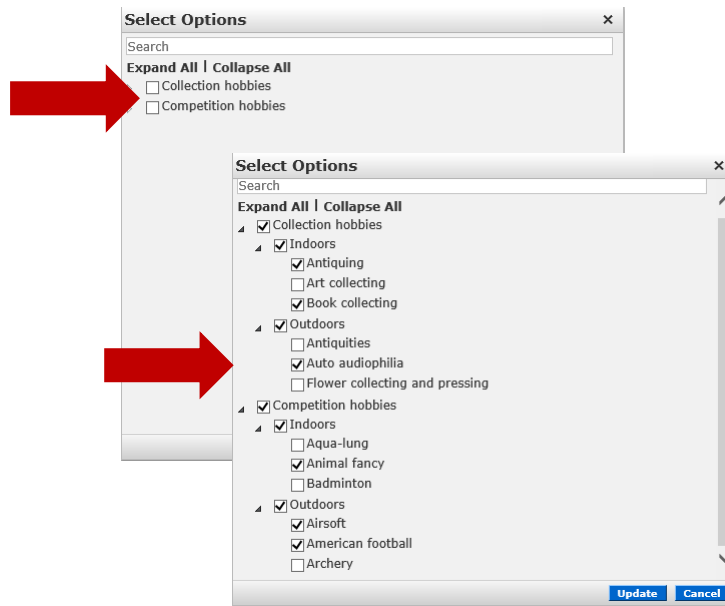 Select Options
Search
Expand All | Collapse All
Collection hobbies
Competition hobbies
Select Options
Search
Expand All | Collapse All
Collection hobbies
Indoors
Antiquing
Art collecting
Book collecting
Outdoors
Antiquities
Auto audiophilia
Flower collecting and pressing
Competition hobbies
Indoors
Aqua-lung
Animal fancy
Badminton
Outdoors
Airsoft
American football
Archery
Update Cancel